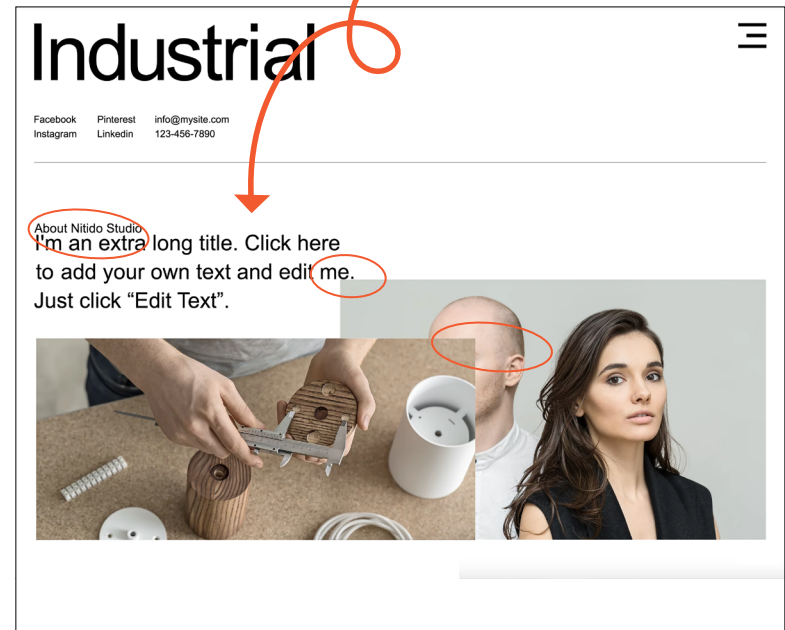 Industrial
Facebook Pinterest info@mysite.com
Instagram Linkedin 123-456-7890
About Nitido Studio
I'm an extra long title. Click here
to add your own text and edit me.
Just click “Edit Text”.